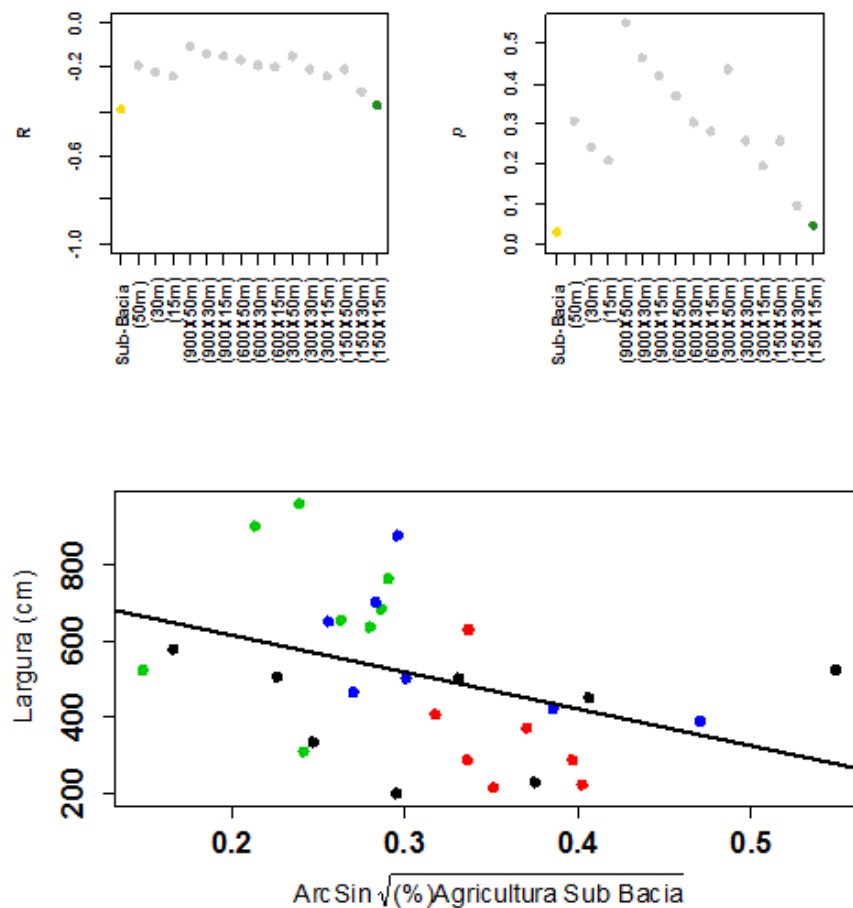 0.0
-0.2
-0.6
-1.0
R
Sub-Bacia
(50m)
(30m)
(15m)
(900X50m)
(900X30m)
(900X15m)
(600X50m)
(600X30m)
(600X15m)
(300X50m)
(300X30m)
(300X15m)
(150X50m)
(150X30m)
(150X15m)
0.5
0.4
0.3
0.2
0.1
0.0
p
Sub-Bacia
(50m)
(30m)
(15m)
(900X50m)
(900X30m)
(900X15m)
(600X50m)
(600X30m)
(600X15m)
(300X50m)
(300X30m)
(300X15m)
(150X50m)
(150X30m)
(150X15m)
Largura (cm)
800
600
400
200
0.2 0.3 0.4 0.5
ArcSin √(%)Agricultura Sub Bacia